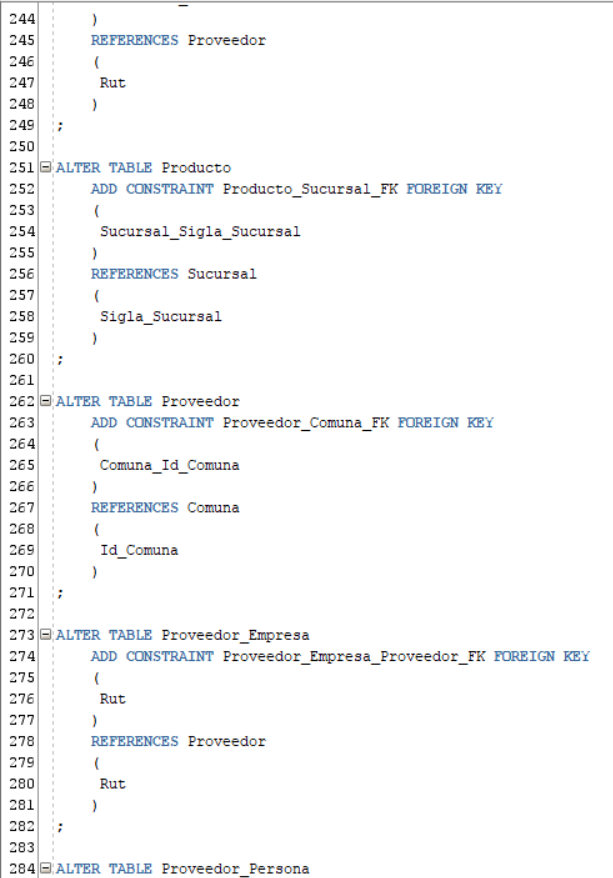 244 )
245 REFERENCES Proveedor
246 (
247 Rut
248 )
249 ;
250
251 ALTER TABLE Producto
252 ADD CONSTRAINT Producto_Sucursal_FK FOREIGN KEY
253 (
254 Sucursal_Sigla_Sucursal
255 )
256 REFERENCES Sucursal
257 (
258 Sigla_Sucursal
259 )
260 ;
261
262 ALTER TABLE Proveedor
263 ADD CONSTRAINT Proveedor_Comuna_FK FOREIGN KEY
264 (
265 Comuna_Id_Comuna
266 )
267 REFERENCES Comuna
268 (
269 Id_Comuna
270 )
271 ;
272
273 ALTER TABLE Proveedor_Empresa
274 ADD CONSTRAINT Proveedor_Empresa_Proveedor_FK FOREIGN KEY
275 (
276 Rut
277 )
278 REFERENCES Proveedor
279 (
280 Rut
281 )
282 ;
283
284 ALTER TABLE Proveedor_Persona